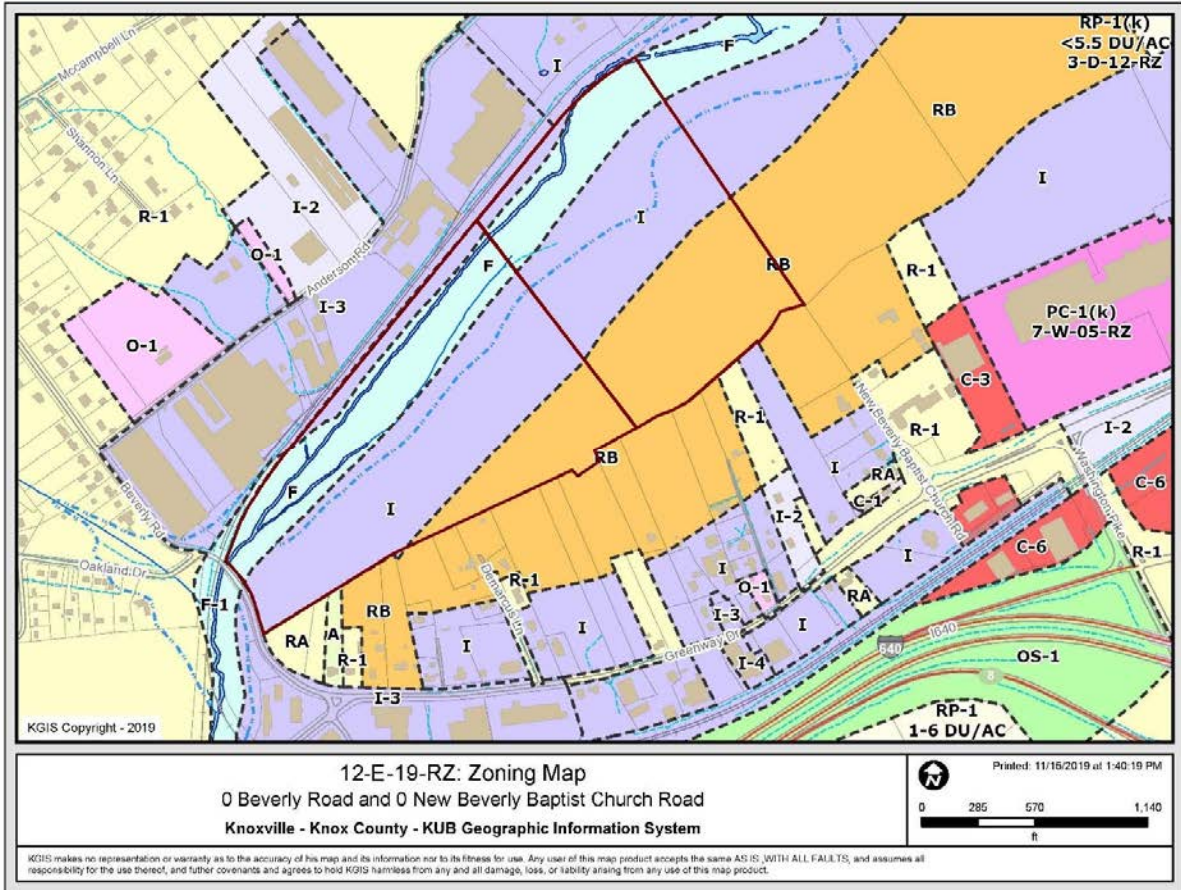 RP-1(k)
<5.5 DU/AC
3-D-12-RZ
F
Mccampbell Ln
I
RB
Shannon Ln
I-2
I
R-1
I
O-1
Anderson Rd
F
RB
R-1
I-3
O-1
PC-1(k)
7-W-05-RZ
C-3
R-1
New Beverly Baptist Church Rd
R-1
I-2
RB
Washington Pike
I
RA
C-6
F
C-1
I
I-2
Beverly Rd
I
C-6
R-1
Oakland Dr
I
O-1
Demarcus Ln
R-1
F-1
RB
I-3
RA
RA
A
R-1
I
I
I
Greenway Dr
640
I640
I-4
OS-1
8
I-3
RP-1
1-6 DU/AC
KGIS Copyright - 2019
12-E-19-RZ: Zoning Map
0 Beverly Road and 0 New Beverly Baptist Church Road
Knoxville - Knox County - KUB Geographic Information System
N
Printed: 11/16/2019 at 1:40:19 PM
0 285 570 1,140
ft
KGIS makes no representation or warranty as to the accuracy of his map and its information nor to its fitness for use. Any user of this map product accepts the same AS IS ,WITH ALL FAULTS, and assumes all
responsibility for the use thereof, and futher covenants and agrees to hold KGIS harmless from any and all damage, loss, or liability arising from any use of this map product.